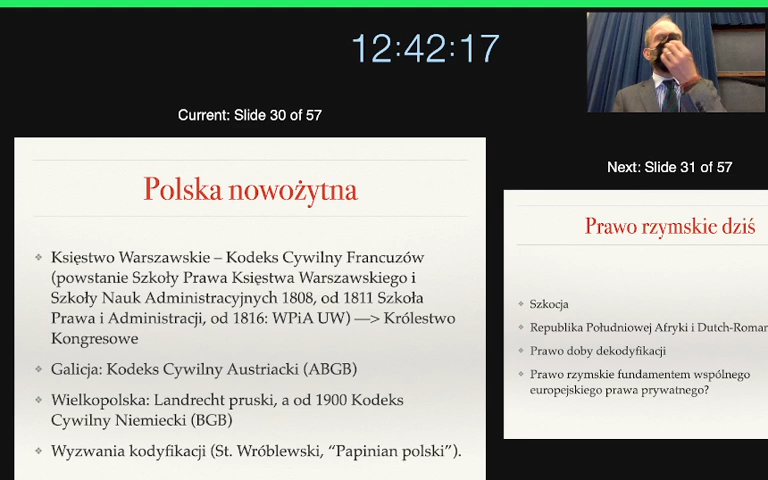 12:42:17
Current: Slide 30 of 57
Polska nowożytna
Księstwo Warszawskie – Kodeks Cywilny Francuzów
(powstanie Szkoły Prawa Księstwa Warszawskiego i
Szkoły Nauk Administracyjnych 1808, od 1811 Szkoła
Prawa i Administracji, od 1816: WPiA UW) —> Królestwo
Kongresowe
Galicja: Kodeks Cywilny Austriacki (ABGB)
Wielkopolska: Landrecht pruski, a od 1900 Kodeks
Cywilny Niemiecki (BGB)
Wyzwania kodyfikacji (St. Wróblewski, “Papinian polski”).
Next: Slide 31 of 57
Prawo rzymskie dziś
Szkocja
Republika Południowej Afryki i Dutch-Roman
Prawo doby dekodyfikacji
Prawo rzymskie fundamentem wspólnego
europejskiego prawa prywatnego?